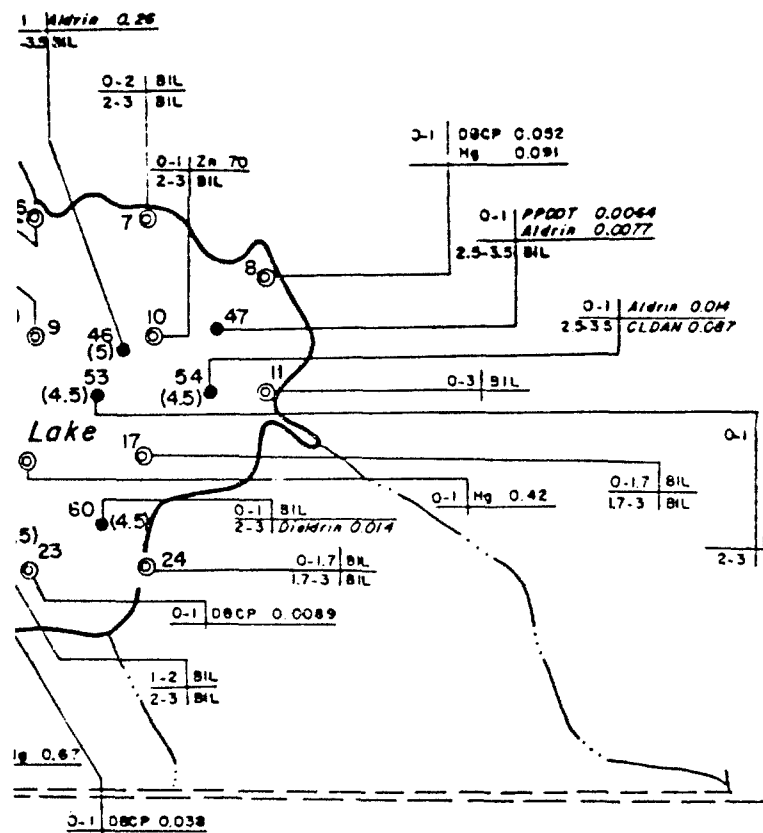 1 Aldrin 0.26
-3.5 BIL
0-2 BIL
2-3 BIL
0-1 Zn 70
2-3 BIL
0-1 DBCP 0.052
Hg 0.091
0-1 PPDDT 0.0064
Aldrin 0.0077
2.5-3.5 BIL
6
7
8
0-1 Aldrin 0.014
2.5-3.5 CLDAN 0.087
9
10
47
46
(5)
53
(4.5)
54
(4.5)
11
0-3 BIL
Lake
17
0-1
0-1.7 BIL
1.7-3 BIL
0-1 Hg 0.42
60
(4.5)
0-1 BIL
2-3 Dieldrin 0.014
.5)
23
24
0-1.7 BIL
1.7-3 BIL
2-3
0-1 DBCP 0.0089
1-2 BIL
2-3 BIL
Hg 0.67
0-1 DBCP 0.038